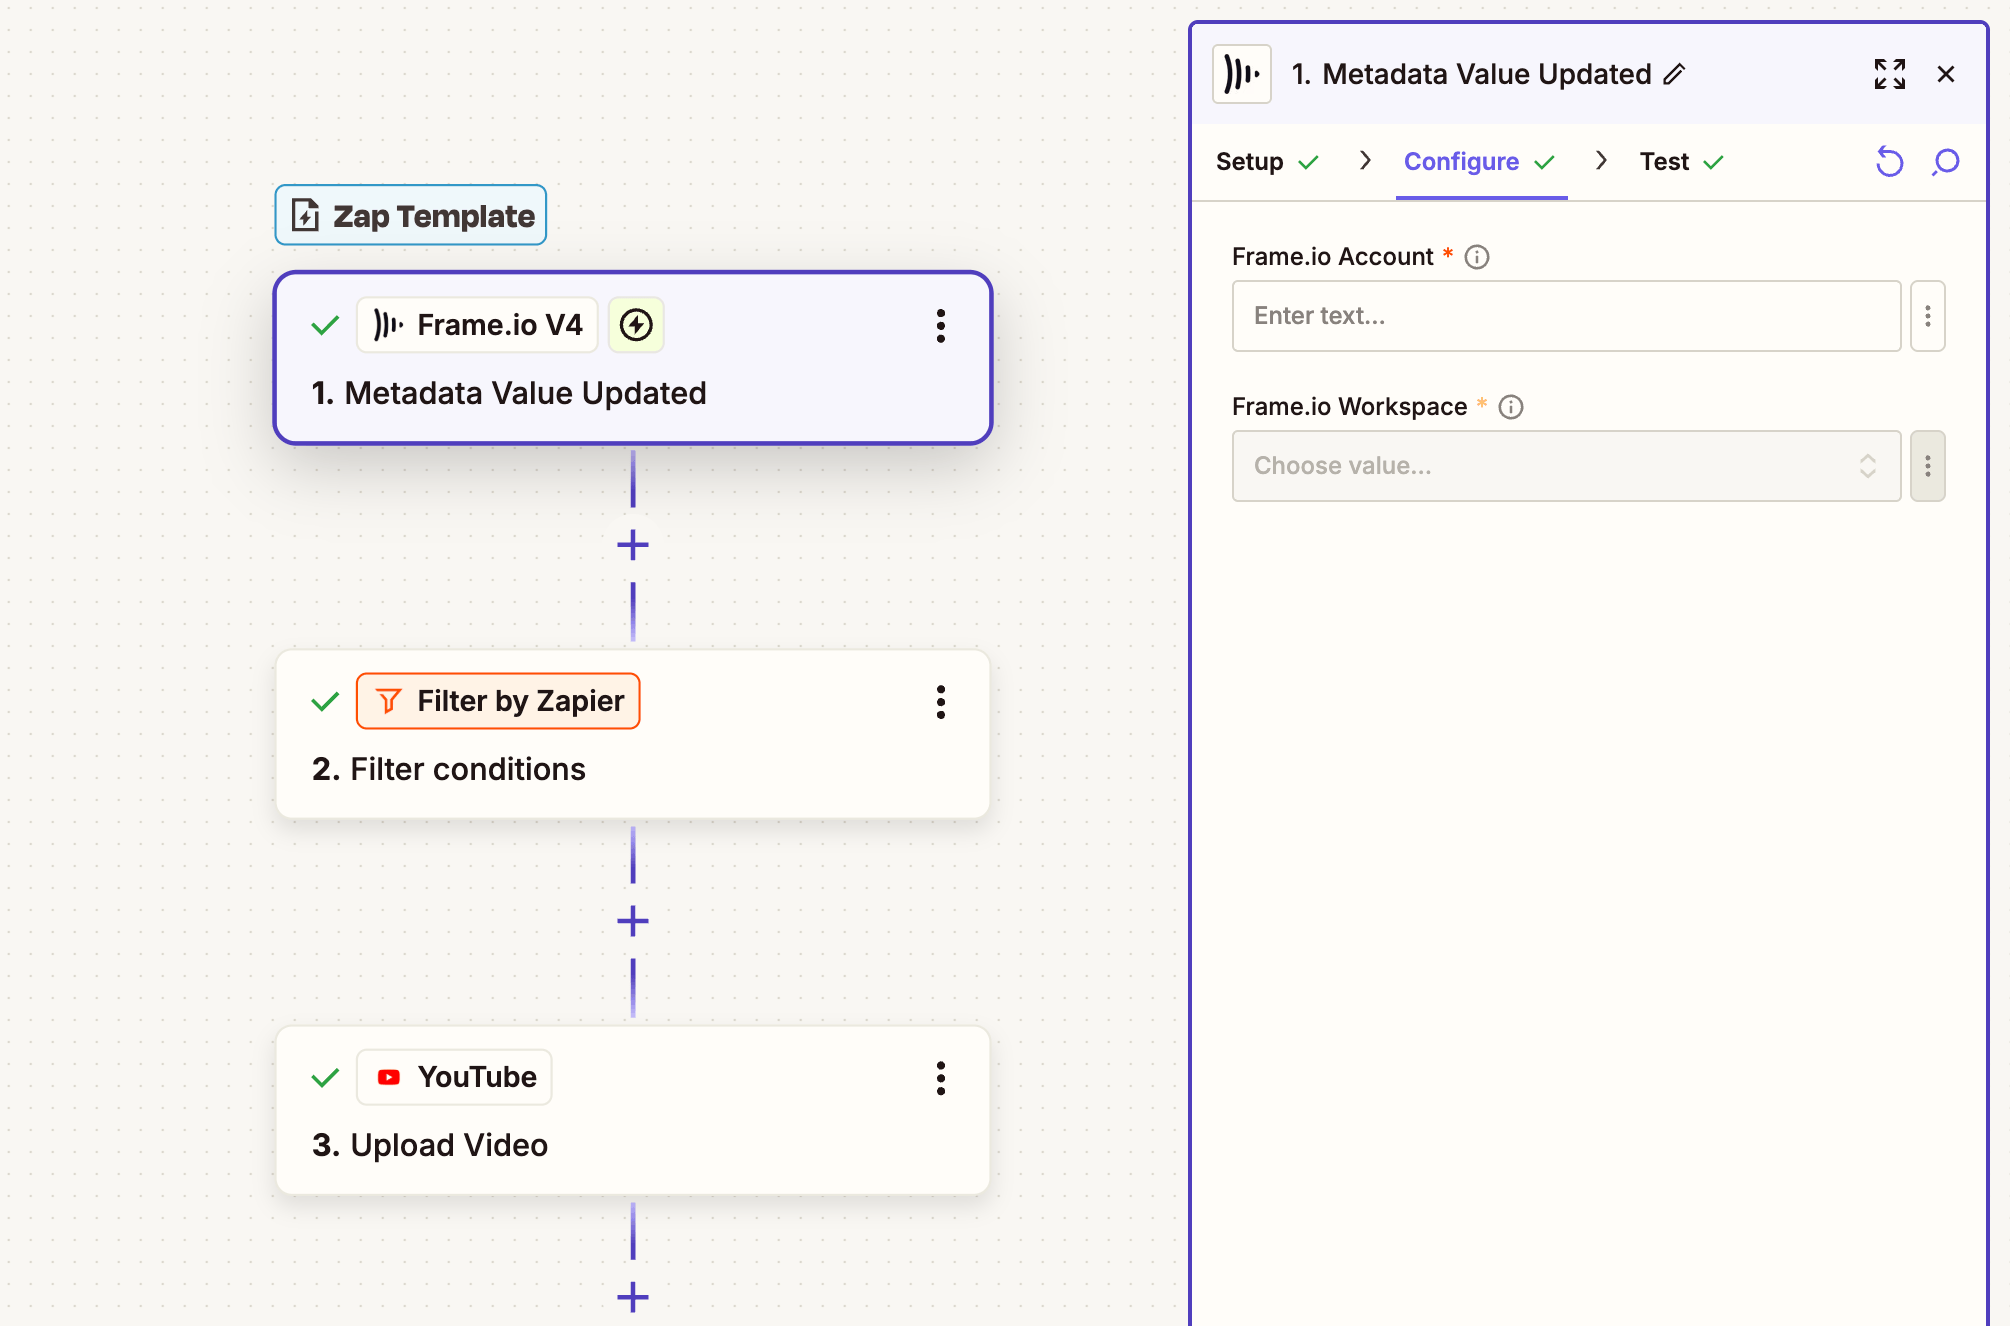 Zap Template
Frame.io V4
1. Metadata Value Updated
Filter by Zapier
2. Filter conditions
YouTube
3. Upload Video
1. Metadata Value Updated
Setup
Configure
Test
Frame.io Account *
Enter text...
Frame.io Workspace *
Choose value...